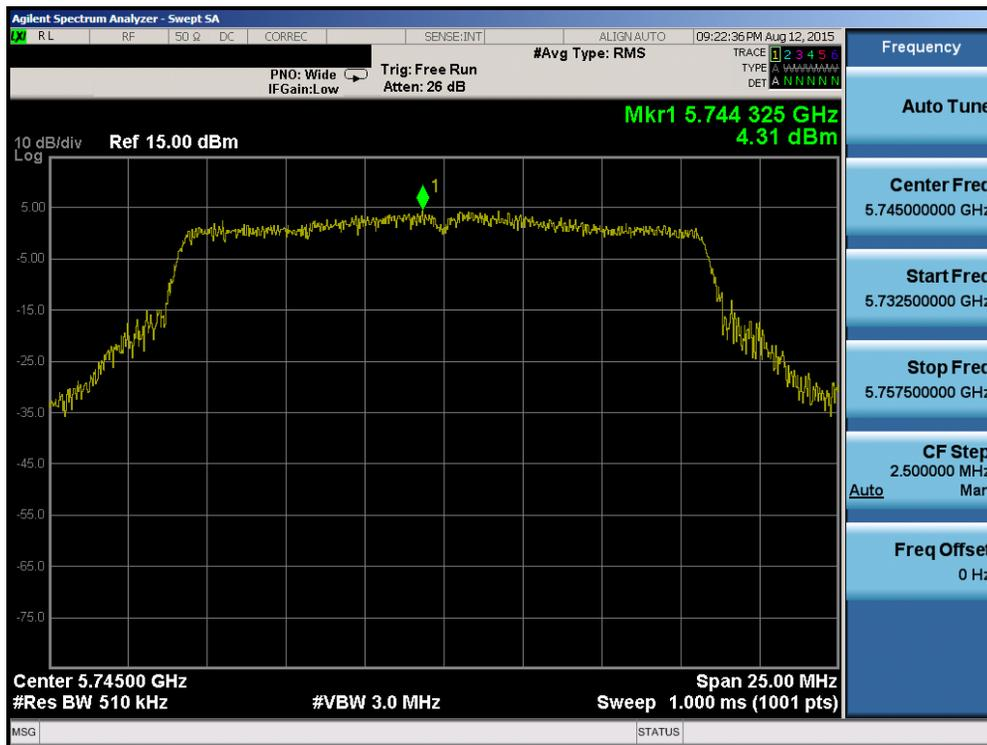 Agilent Spectrum Analyzer - Swept SA
LXI RL RF 50 Ω DC CORREC SENSE:INT ALIGN AUTO 09:22:36 PM Aug 12, 2015
#Avg Type: RMS
TRACE 1 2 3 4 5 6
PNO: Wide Trig: Free Run
TYPE A WWWWW
IFGain:Low Atten: 26 dB
DET A N N N N N
Mkr1 5.744 325 GHz
4.31 dBm
10 dB/div Ref 15.00 dBm
Log
1
5.00
-5.00
-15.0
-25.0
-35.0
-45.0
-55.0
-65.0
-75.0
Center 5.74500 GHz Span 25.00 MHz
#Res BW 510 kHz #VBW 3.0 MHz Sweep 1.000 ms (1001 pts)
MSG STATUS
Frequency
Auto Tune
Center Freq
5.745000000 GHz
Start Freq
5.732500000 GHz
Stop Freq
5.757500000 GHz
CF Step
2.500000 MHz
Auto Man
Freq Offset
0 Hz